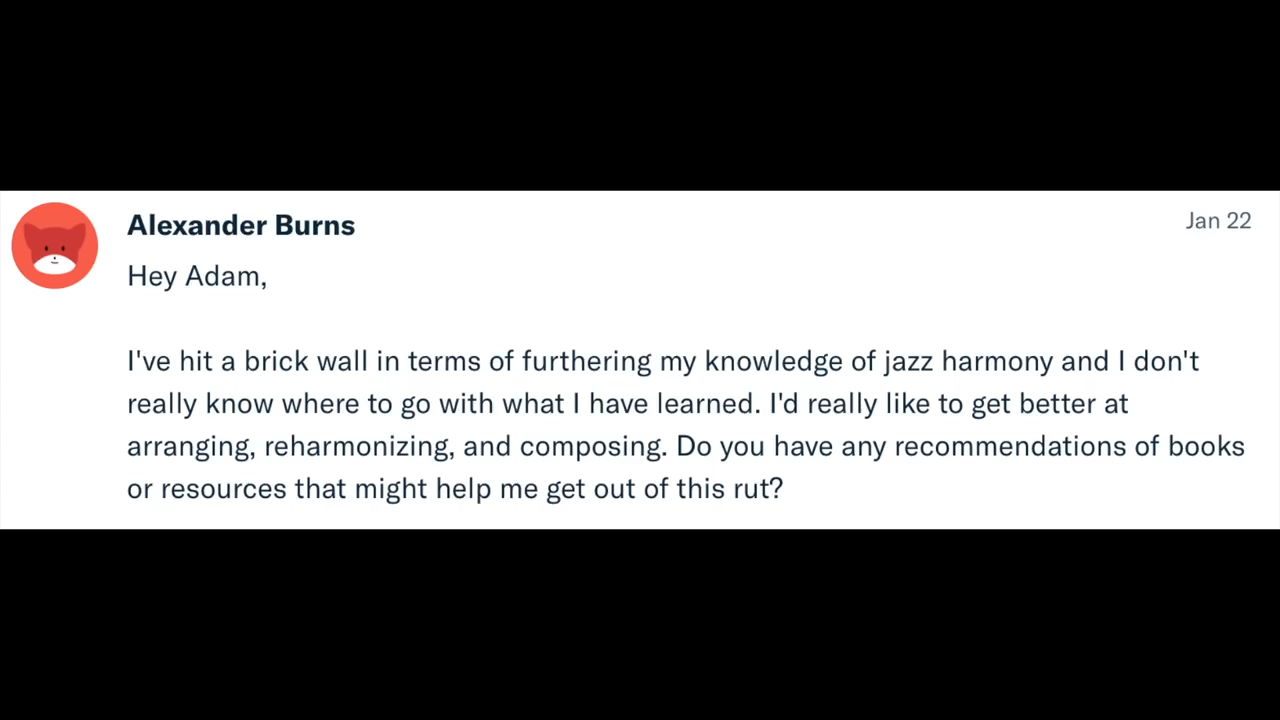 Alexander Burns
Jan 22
Hey Adam,
I've hit a brick wall in terms of furthering my knowledge of jazz harmony and I don't
really know where to go with what I have learned. I'd really like to get better at
arranging, reharmonizing, and composing. Do you have any recommendations of books
or resources that might help me get out of this rut?